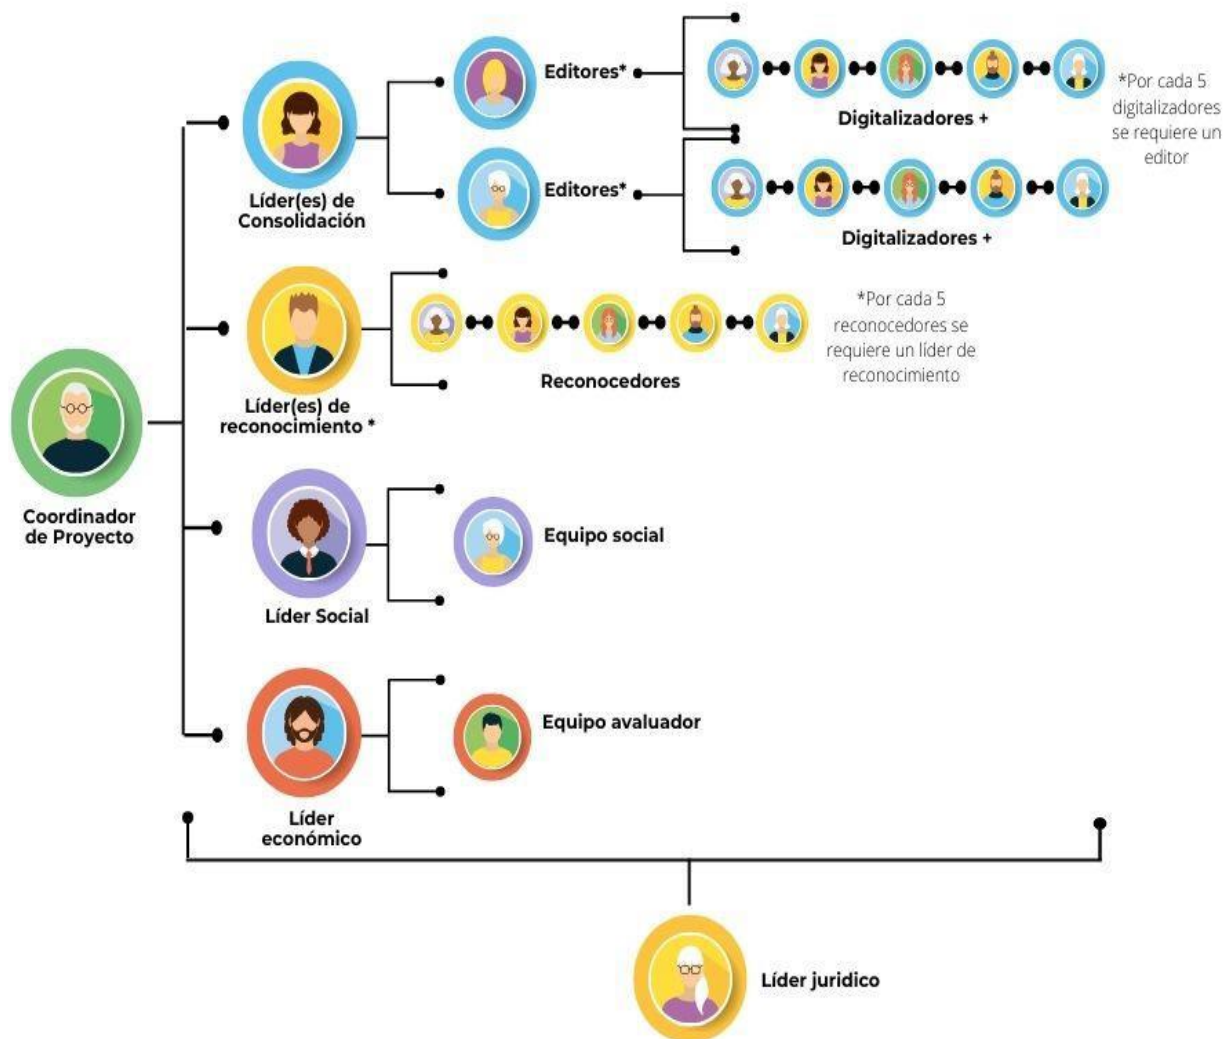 Editores*
Digitalizadores +
*Por cada 5
digitalizadores
se requiere un
editor
Líder(es) de
Consolidación
Editores*
Digitalizadores +
Líder(es) de
reconocimiento *
Reconocedores
*Por cada 5
reconocedores se
requiere un líder de
reconocimiento
Coordinador
de Proyecto
Líder Social
Equipo social
Líder
económico
Equipo avaluador
Líder juridico